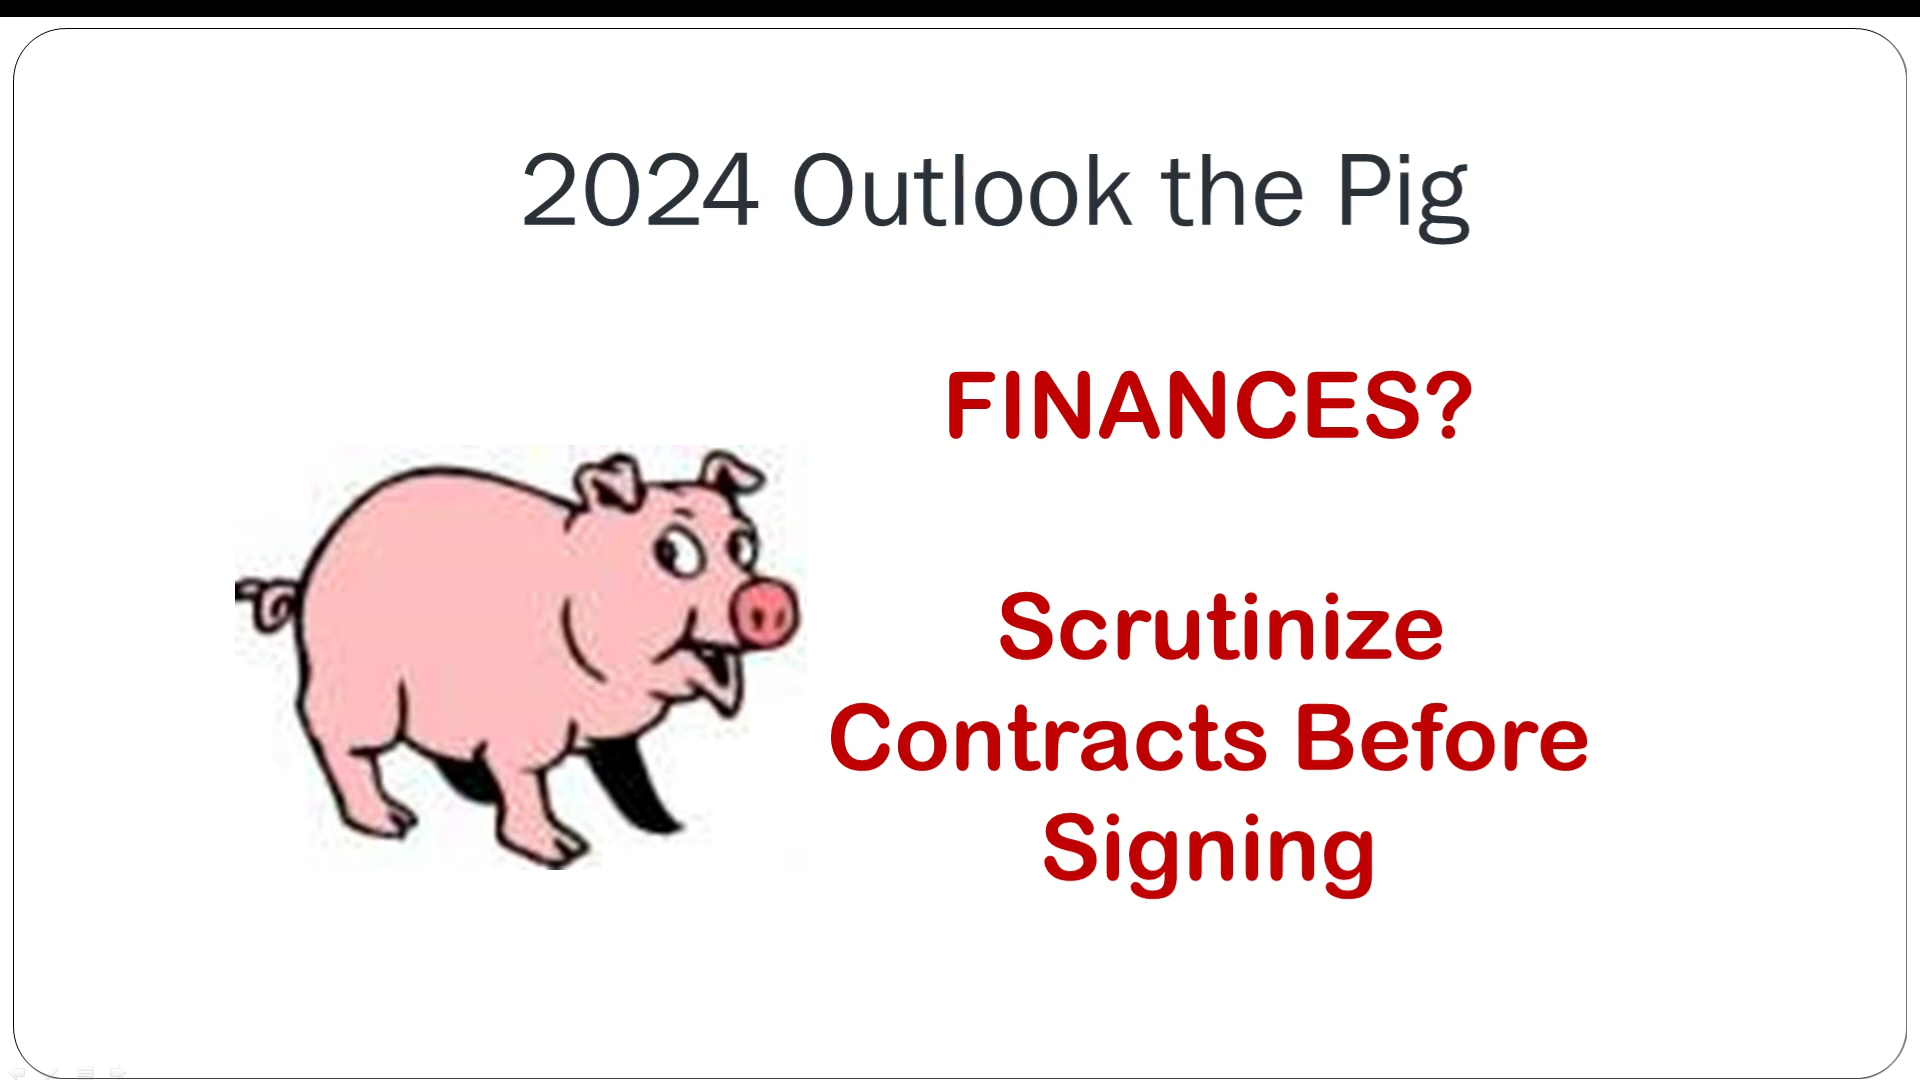 2024 Outlook the Pig
FINANCES?
Scrutinize
Contracts Before
Signing